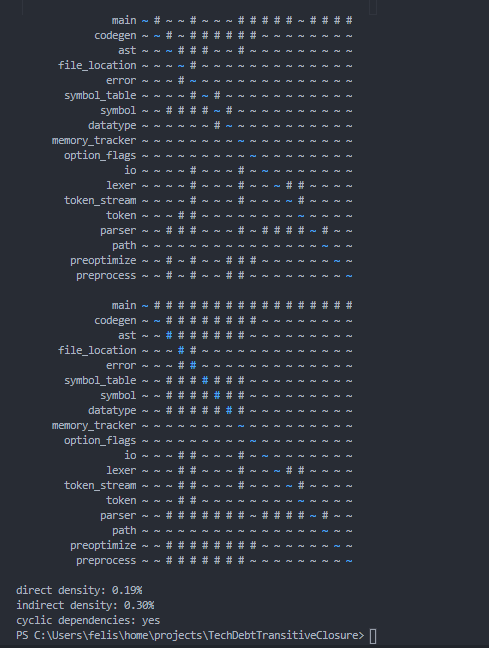 main ~ # ~ ~ # ~ ~ ~ # # # # # ~ # # # #
codegen ~ ~ # ~ # # # # # # ~ ~ ~ ~ ~ ~ ~ ~
ast ~ ~ ~ # # # ~ ~ # ~ ~ ~ ~ ~ ~ ~ ~ ~
file_location ~ ~ ~ ~ # ~ ~ ~ ~ ~ ~ ~ ~ ~ ~ ~ ~ ~
error ~ ~ ~ # ~ ~ ~ ~ ~ ~ ~ ~ ~ ~ ~ ~ ~ ~
symbol_table ~ ~ ~ ~ # ~ # ~ ~ ~ ~ ~ ~ ~ ~ ~ ~ ~
symbol ~ ~ # # # # ~ # ~ ~ ~ ~ ~ ~ ~ ~ ~ ~
datatype ~ ~ ~ ~ ~ ~ # ~ ~ ~ ~ ~ ~ ~ ~ ~ ~ ~
memory_tracker ~ ~ ~ ~ ~ ~ ~ ~ ~ ~ ~ ~ ~ ~ ~ ~ ~ ~
option_flags ~ ~ ~ ~ ~ ~ ~ ~ ~ ~ ~ ~ ~ ~ ~ ~ ~ ~
io ~ ~ ~ ~ # ~ ~ ~ # ~ ~ ~ ~ ~ ~ ~ ~ ~
lexer ~ ~ ~ ~ # ~ ~ ~ # ~ ~ ~ # # ~ ~ ~ ~
token_stream ~ ~ ~ ~ # ~ ~ ~ # ~ ~ ~ ~ # ~ ~ ~ ~
token ~ ~ ~ # # ~ ~ ~ ~ ~ ~ ~ ~ ~ ~ ~ ~ ~
parser ~ ~ # # # ~ ~ ~ # ~ # # # # ~ # ~ ~
path ~ ~ ~ ~ ~ ~ ~ ~ ~ ~ ~ ~ ~ ~ ~ ~ ~ ~
preoptimize ~ ~ # ~ # ~ ~ # # # ~ ~ ~ ~ ~ ~ ~ ~
preprocess ~ ~ # ~ # ~ ~ # # ~ ~ ~ ~ ~ ~ ~ ~ ~
main ~ # # # # # # # # # # # # # # # # #
codegen ~ ~ # # # # # # # # ~ ~ ~ ~ ~ ~ ~ ~
ast ~ ~ # # # # # # # ~ ~ ~ ~ ~ ~ ~ ~ ~
file_location ~ ~ ~ # # ~ ~ ~ ~ ~ ~ ~ ~ ~ ~ ~ ~ ~
error ~ ~ ~ # # ~ ~ ~ ~ ~ ~ ~ ~ ~ ~ ~ ~ ~
symbol_table ~ ~ # # # # # # # ~ ~ ~ ~ ~ ~ ~ ~ ~
symbol ~ ~ # # # # # # # ~ ~ ~ ~ ~ ~ ~ ~ ~
datatype ~ ~ # # # # # # # ~ ~ ~ ~ ~ ~ ~ ~ ~
memory_tracker ~ ~ ~ ~ ~ ~ ~ ~ ~ ~ ~ ~ ~ ~ ~ ~ ~ ~
option_flags ~ ~ ~ ~ ~ ~ ~ ~ ~ ~ ~ ~ ~ ~ ~ ~ ~ ~
io ~ ~ ~ # # ~ ~ ~ # ~ ~ ~ ~ ~ ~ ~ ~ ~
lexer ~ ~ ~ # # ~ ~ ~ # ~ ~ ~ # # ~ ~ ~ ~
token_stream ~ ~ ~ # # ~ ~ ~ # ~ ~ ~ ~ # ~ ~ ~ ~
token ~ ~ ~ # # ~ ~ ~ ~ ~ ~ ~ ~ ~ ~ ~ ~ ~
parser ~ ~ # # # # # # # ~ # # # # ~ # ~ ~
path ~ ~ ~ ~ ~ ~ ~ ~ ~ ~ ~ ~ ~ ~ ~ ~ ~ ~
preoptimize ~ ~ # # # # # # # # ~ ~ ~ ~ ~ ~ ~ ~
preprocess ~ ~ # # # # # # # ~ ~ ~ ~ ~ ~ ~ ~ ~
direct density: 0.19%
indirect density: 0.30%
cyclic dependencies: yes
PS C:\Users\felis\home\projects\TechDebtTransitiveClosure>